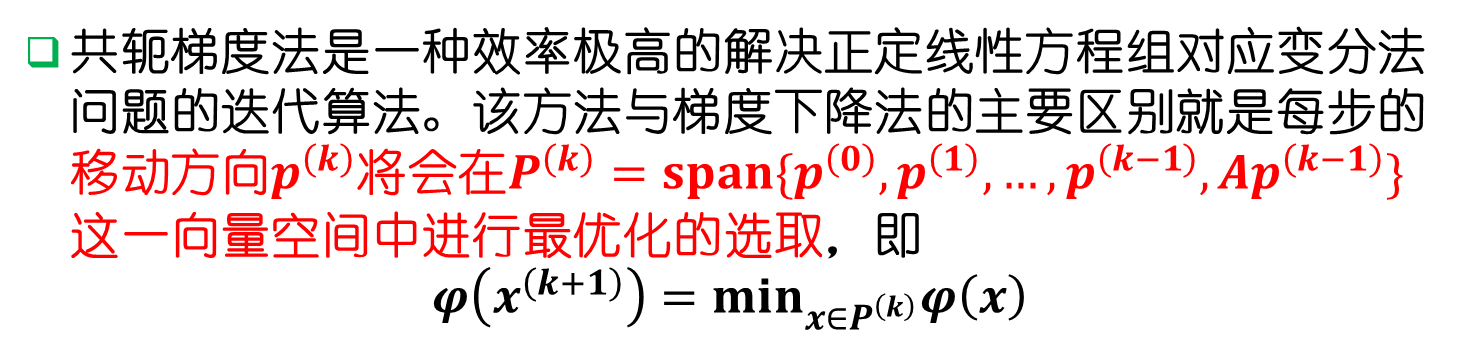 共轭梯度法是一种效率极高的解决正定线性方程组对应变分法
问题的迭代算法。该方法与梯度下降法的主要区别就是每步的
移动方向p^{(k)}将会在P^{(k)} = span{p^{(0)}, p^{(1)}, …, p^{(k−1)}, Ap^{(k−1)}}
这一向量空间中进行最优化的选取，即
φ(x^{(k+1)}) = min_{x∈P^{(k)}} φ(x)